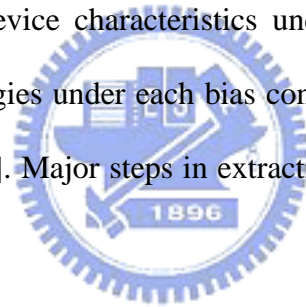 evice characteristics un
gies under each bias con
]. Major steps in extract
1896